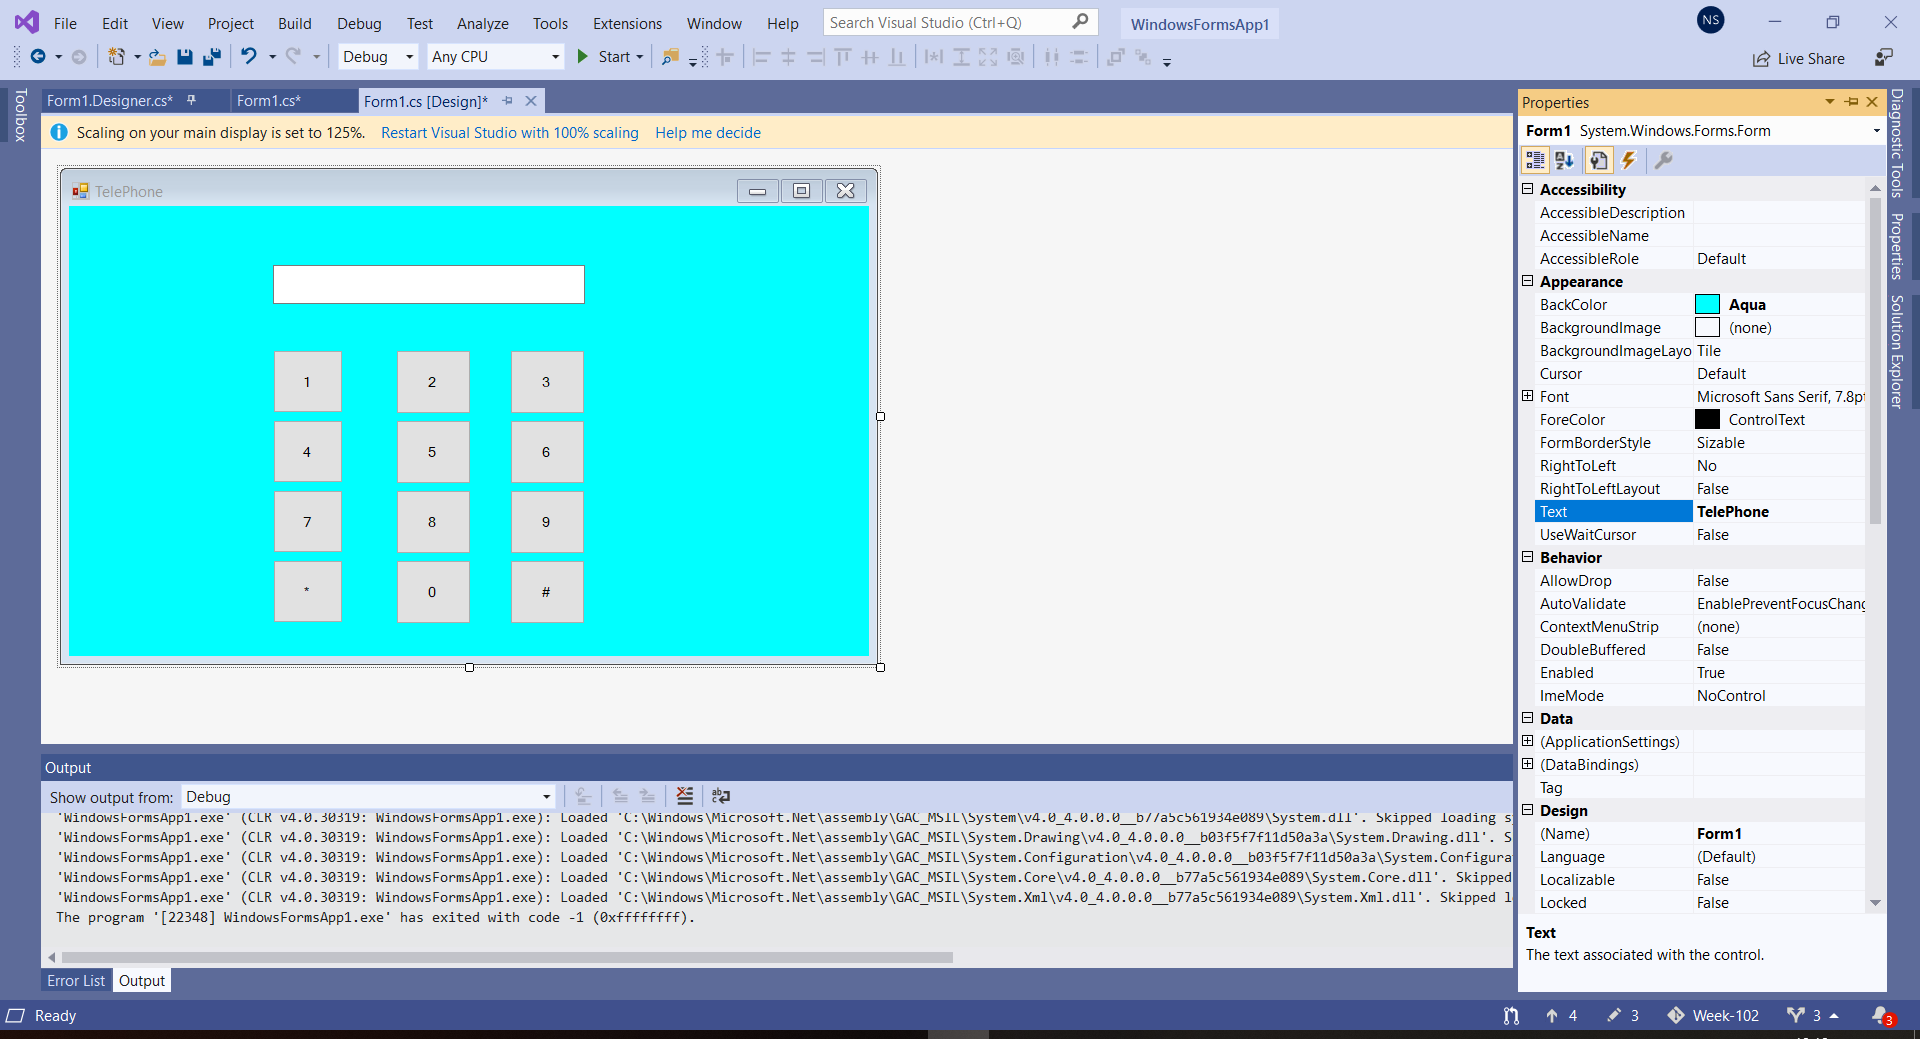 File Edit View Project Build Debug Test Analyze Tools Extensions Window Help Search Visual Studio (Ctrl+Q) WindowsFormsApp1 NS
Debug Any CPU Start Live Share
Toolbox
Form1.Designer.cs* Form1.cs* Form1.cs [Design]*
Scaling on your main display is set to 125%. Restart Visual Studio with 100% scaling Help me decide
TelePhone
1 2 3
4 5 6
7 8 9
* 0 #
Output
Show output from: Debug
'WindowsFormsApp1.exe' (CLR v4.0.30319: WindowsFormsApp1.exe): Loaded 'C:\Windows\Microsoft.Net\assembly\GAC_MSIL\System\v4.0_4.0.0.0__b77a5c561934e089\System.dll'. Skipped loading s
'WindowsFormsApp1.exe' (CLR v4.0.30319: WindowsFormsApp1.exe): Loaded 'C:\Windows\Microsoft.Net\assembly\GAC_MSIL\System.Drawing\v4.0_4.0.0.0__b03f5f7f11d50a3a\System.Drawing.dll'. S
'WindowsFormsApp1.exe' (CLR v4.0.30319: WindowsFormsApp1.exe): Loaded 'C:\Windows\Microsoft.Net\assembly\GAC_MSIL\System.Configuration\v4.0_4.0.0.0__b03f5f7f11d50a3a\System.Configura
'WindowsFormsApp1.exe' (CLR v4.0.30319: WindowsFormsApp1.exe): Loaded 'C:\Windows\Microsoft.Net\assembly\GAC_MSIL\System.Core\v4.0_4.0.0.0__b77a5c561934e089\System.Core.dll'. Skipped
'WindowsFormsApp1.exe' (CLR v4.0.30319: WindowsFormsApp1.exe): Loaded 'C:\Windows\Microsoft.Net\assembly\GAC_MSIL\System.Xml\v4.0_4.0.0.0__b77a5c561934e089\System.Xml.dll'. Skipped l
The program '[22348] WindowsFormsApp1.exe' has exited with code -1 (0xffffffff).
Error List Output
Properties
Form1 System.Windows.Forms.Form
Accessibility
AccessibleDescription
AccessibleName
AccessibleRole Default
Appearance
BackColor Aqua
BackgroundImage (none)
BackgroundImageLayo Tile
Cursor Default
Font Microsoft Sans Serif, 7.8pt
ForeColor ControlText
FormBorderStyle Sizable
RightToLeft No
RightToLeftLayout False
Text TelePhone
UseWaitCursor False
Behavior
AllowDrop False
AutoValidate EnablePreventFocusChang
ContextMenuStrip (none)
DoubleBuffered False
Enabled True
ImeMode NoControl
Data
(ApplicationSettings)
(DataBindings)
Tag
Design
(Name) Form1
Language (Default)
Localizable False
Locked False
Text
The text associated with the control.
Diagnostic Tools
Properties
Solution Explorer
Ready 4 3 Week-102 3 3